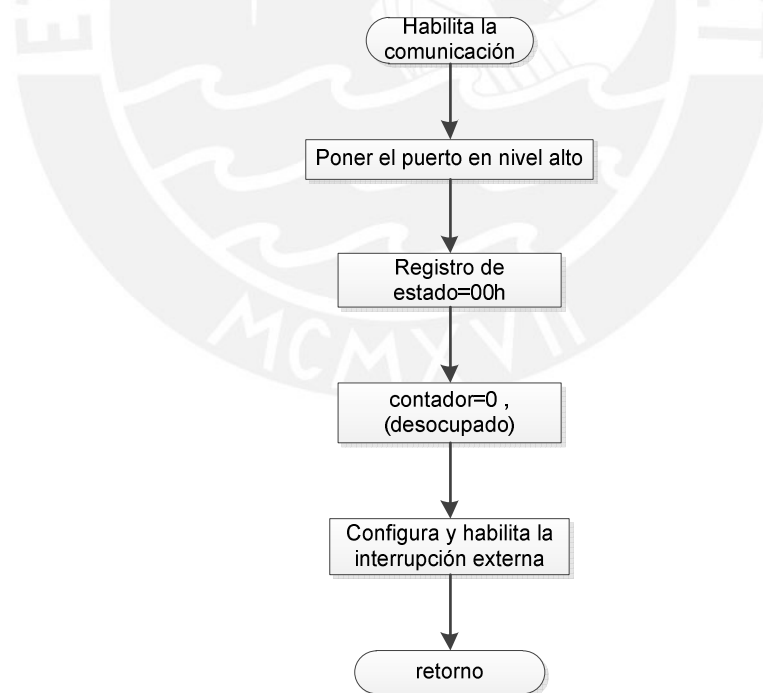 Habilita la
comunicación
Poner el puerto en nivel alto
Registro de
estado=00h
contador=0 ,
(desocupado)
Configura y habilita la
interrupción externa
retorno
MCMXVII